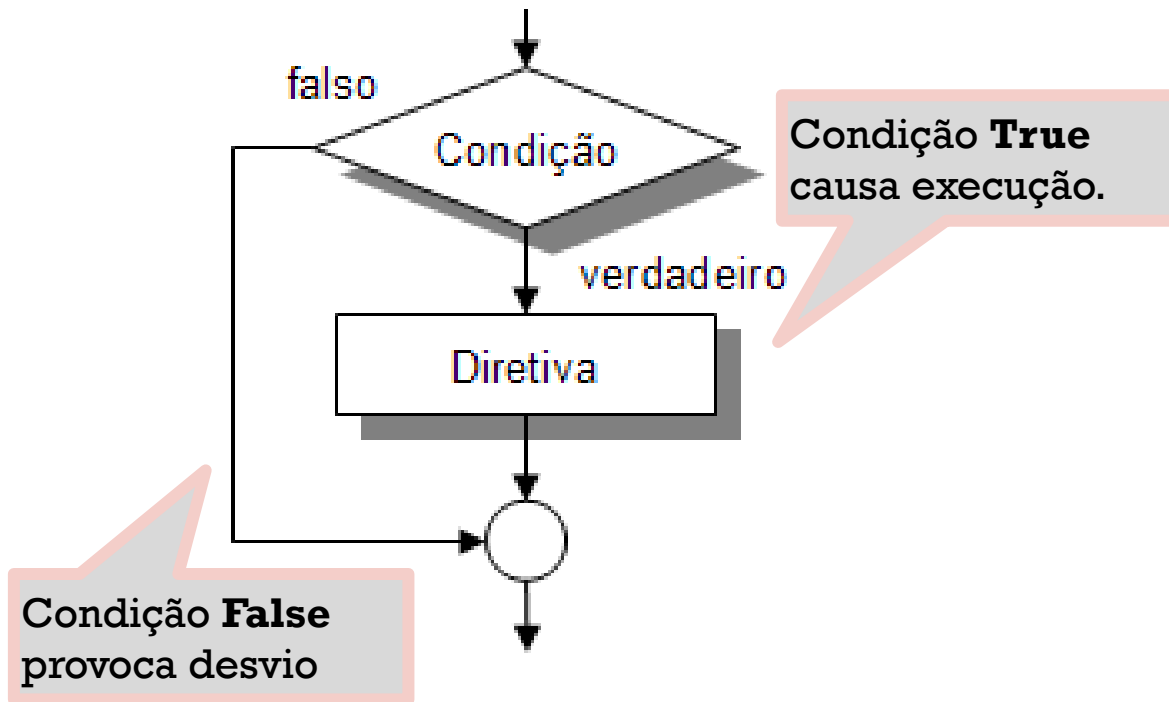 falso
Condição
Condição True
causa execução.
verdadeiro
Diretiva
Condição False
provoca desvio